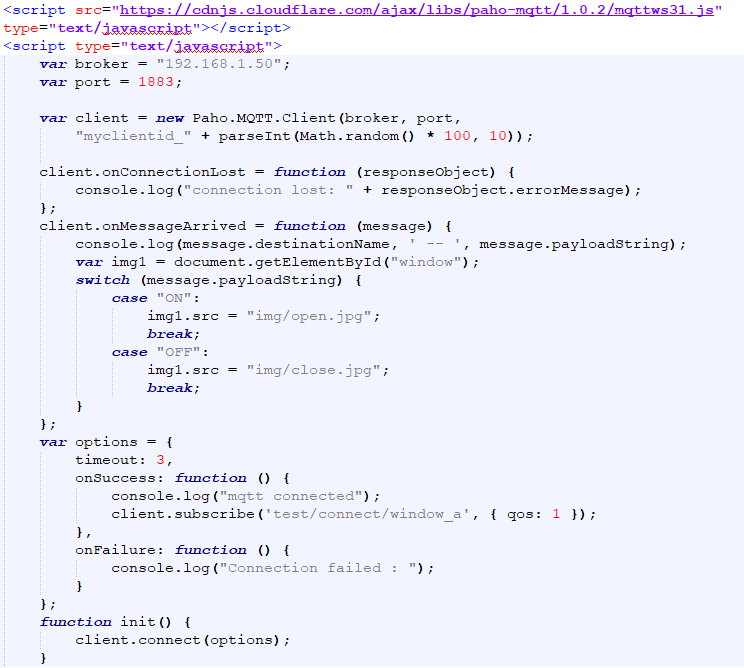 <script src="https://cdnjs.cloudflare.com/ajax/libs/paho-mqtt/1.0.2/mqttws31.js"
type="text/javascript"></script>
<script type="text/javascript">
    var broker = "192.168.1.50";
    var port = 1883;

    var client = new Paho.MQTT.Client(broker, port,
        "myclientid_" + parseInt(Math.random() * 100, 10));

    client.onConnectionLost = function (responseObject) {
        console.log("connection lost: " + responseObject.errorMessage);
    };
    client.onMessageArrived = function (message) {
        console.log(message.destinationName, ' -- ', message.payloadString);
        var img1 = document.getElementById("window");
        switch (message.payloadString) {
            case "ON":
                img1.src = "img/open.jpg";
                break;
            case "OFF":
                img1.src = "img/close.jpg";
                break;
        }
    };
    var options = {
        timeout: 3,
        onSuccess: function () {
            console.log("mqtt connected");
            client.subscribe('test/connect/window_a', { qos: 1 });
        },
        onFailure: function () {
            console.log("Connection failed : ");
        }
    };
    function init() {
        client.connect(options);
    }